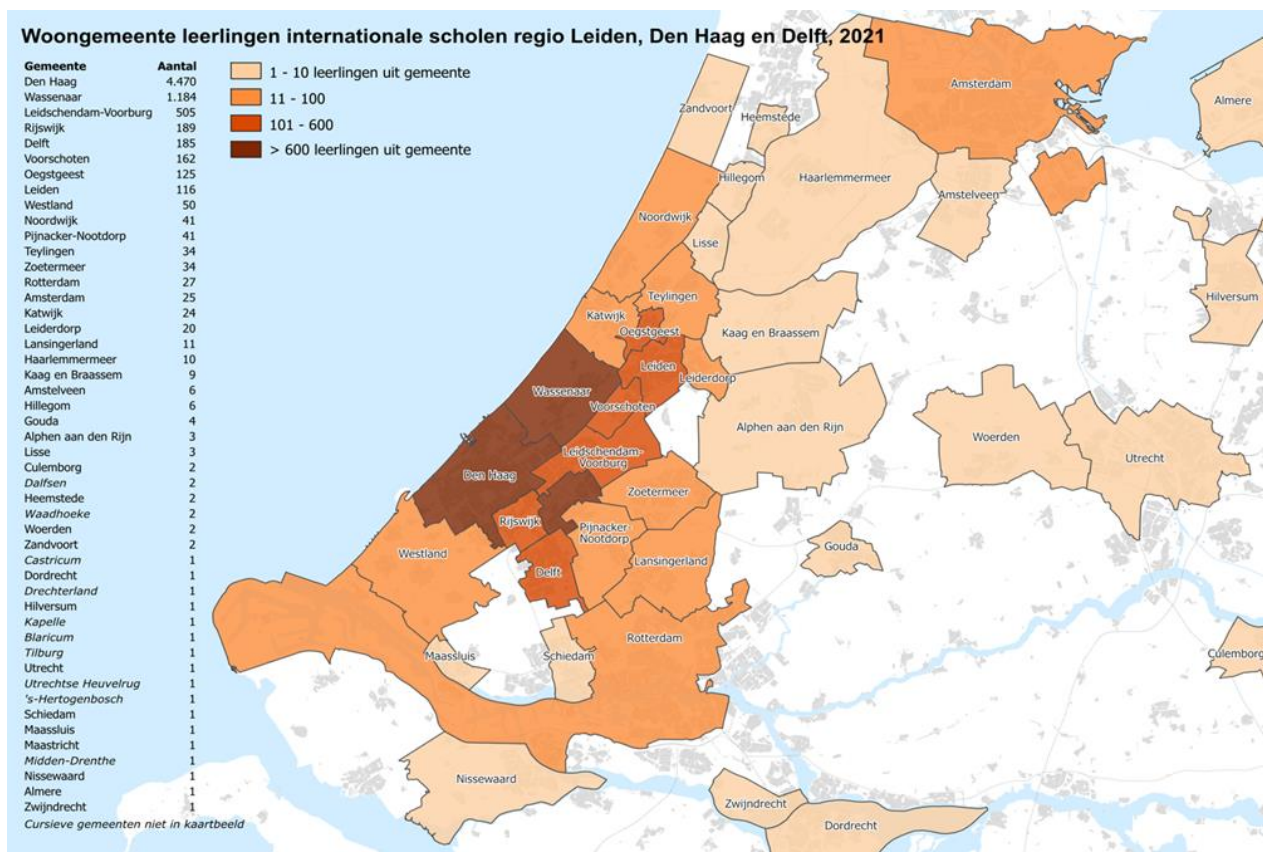 Woongemeente leerlingen internationale scholen regio Leiden, Den Haag en Delft, 2021
Gemeente Aantal
Den Haag 4.470
Wassenaar 1.184
Leidschendam-Voorburg 505
Rijswijk 189
Delft 185
Voorschoten 162
Oegstgeest 125
Leiden 116
Westland 50
Noordwijk 41
Pijnacker-Nootdorp 41
Teylingen 34
Zoetermeer 34
Rotterdam 27
Amsterdam 25
Katwijk 24
Leiderdorp 20
Lansingerland 11
Haarlemmermeer 10
Kaag en Braassem 9
Amstelveen 6
Hillegom 6
Gouda 4
Alphen aan den Rijn 3
Lisse 3
Culemborg 2
Dalfsen 2
Heemstede 2
Waadhoeke 2
Woerden 2
Zandvoort 2
Castricum 1
Dordrecht 1
Drechterland 1
Hilversum 1
Kapelle 1
Blaricum 1
Tilburg 1
Utrecht 1
Utrechtse Heuvelrug 1
's-Hertogenbosch 1
Schiedam 1
Maassluis 1
Maastricht 1
Midden-Drenthe 1
Nissewaard 1
Almere 1
Zwijndrecht 1
Cursieve gemeenten niet in kaartbeeld
1 - 10 leerlingen uit gemeente
11 - 100
101 - 600
> 600 leerlingen uit gemeente
Amsterdam
Almere
Zandvoort
Heemstede
Hillegom
Haarlemmermeer
Amstelveen
Noordwijk
Lisse
Teylingen
Hilversum
Katwijk
Oegstgeest
Kaag en Braassem
Leiden
Leiderdorp
Wassenaar
Voorschoten
Alphen aan den Rijn
Woerden
Utrecht
Leidschendam-
Voorburg
Den Haag
Zoetermeer
Rijswijk
Pijnacker-
Nootdorp
Gouda
Westland
Delft
Lansingerland
Rotterdam
Maassluis
Schiedam
Culemborg
Nissewaard
Zwijndrecht
Dordrecht